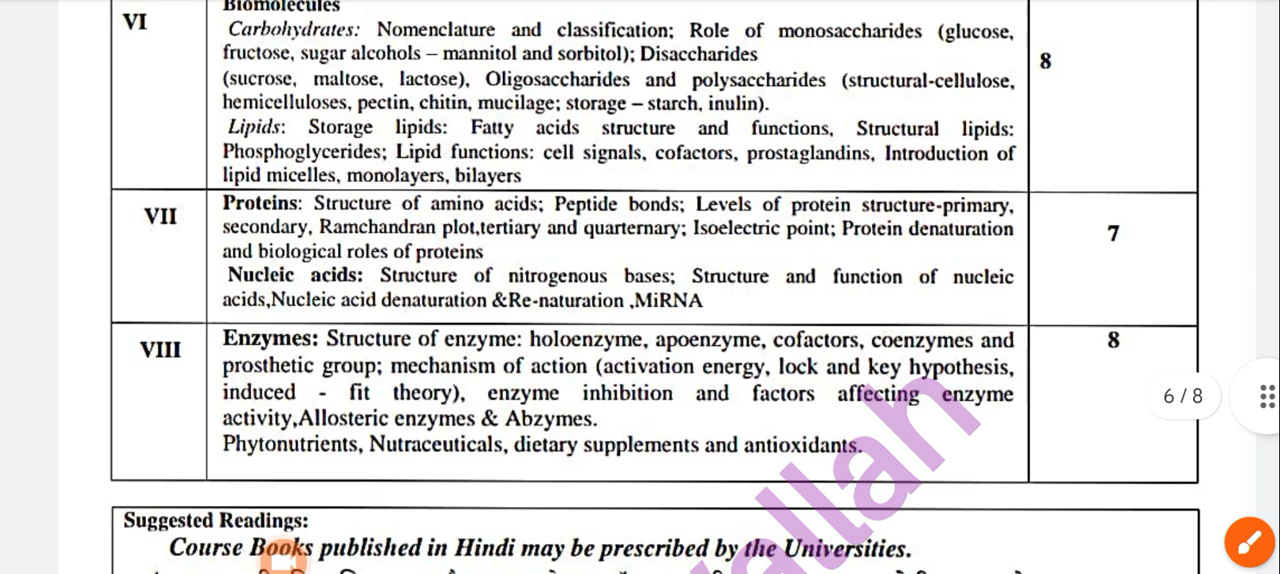 Biomolecules
VI
Carbohydrates: Nomenclature and classification; Role of monosaccharides (glucose,
fructose, sugar alcohols – mannitol and sorbitol); Disaccharides
8
(sucrose, maltose, lactose), Oligosaccharides and polysaccharides (structural-cellulose,
hemicelluloses, pectin, chitin, mucilage; storage – starch, inulin).
Lipids: Storage lipids: Fatty acids structure and functions, Structural lipids:
Phosphoglycerides; Lipid functions: cell signals, cofactors, prostaglandins, Introduction of
lipid micelles, monolayers, bilayers
VII
Proteins: Structure of amino acids; Peptide bonds; Levels of protein structure-primary,
secondary, Ramchandran plot,tertiary and quarternary; Isoelectric point; Protein denaturation
and biological roles of proteins
7
Nucleic acids: Structure of nitrogenous bases; Structure and function of nucleic
acids,Nucleic acid denaturation &Re-naturation ,MiRNA
VIII
Enzymes: Structure of enzyme: holoenzyme, apoenzyme, cofactors, coenzymes and
8
prosthetic group; mechanism of action (activation energy, lock and key hypothesis,
induced - fit theory), enzyme inhibition and factors affecting enzyme
activity,Allosteric enzymes & Abzymes.
Phytonutrients, Nutraceuticals, dietary supplements and antioxidants.
6 / 8
Suggested Readings:
Course Books published in Hindi may be prescribed by the Universities.